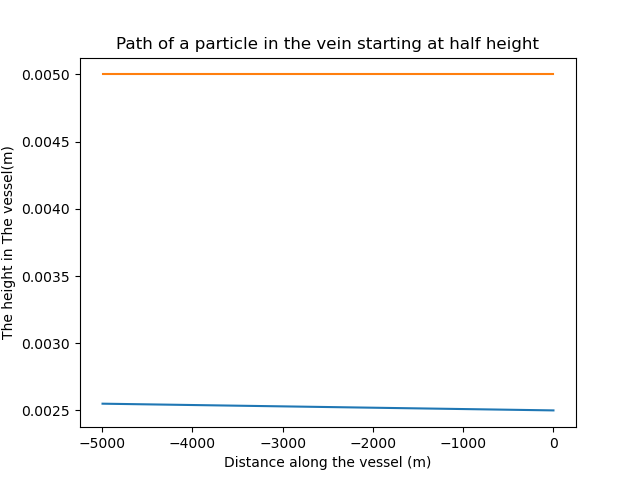 Path of a particle in the vein starting at half height
The height in The vessel(m)
0.0050
0.0045
0.0040
0.0035
0.0030
0.0025
−5000 −4000 −3000 −2000 −1000 0
Distance along the vessel (m)